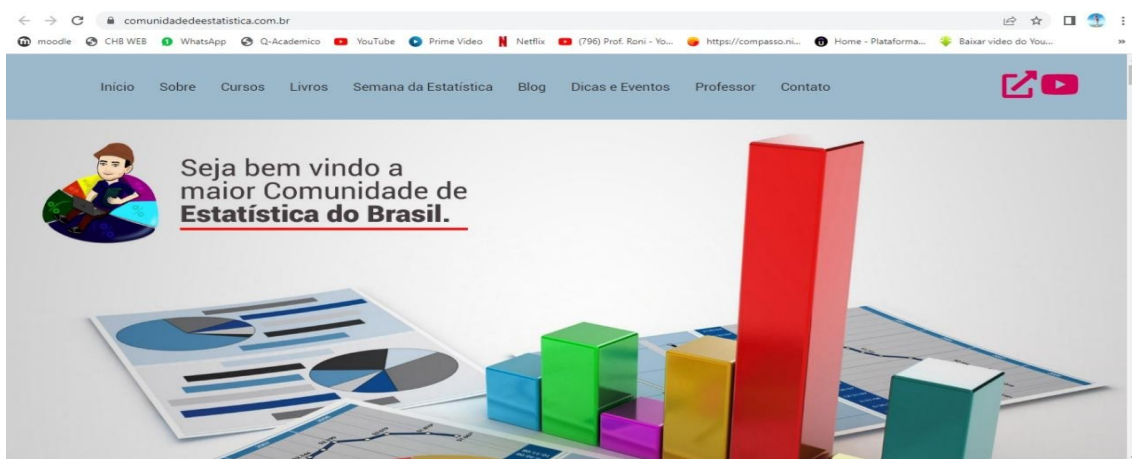 comunidadedeestatistica.com.br
moodle CHB WEB WhatsApp Q-Academico YouTube Prime Video Netflix (796) Prof. Roni - Yo... https://compasso.ni... Home - Plataforma... Baixar video do You... »
Início Sobre Cursos Livros Semana da Estatística Blog Dicas e Eventos Professor Contato
Seja bem vindo a
maior Comunidade de
Estatística do Brasil.